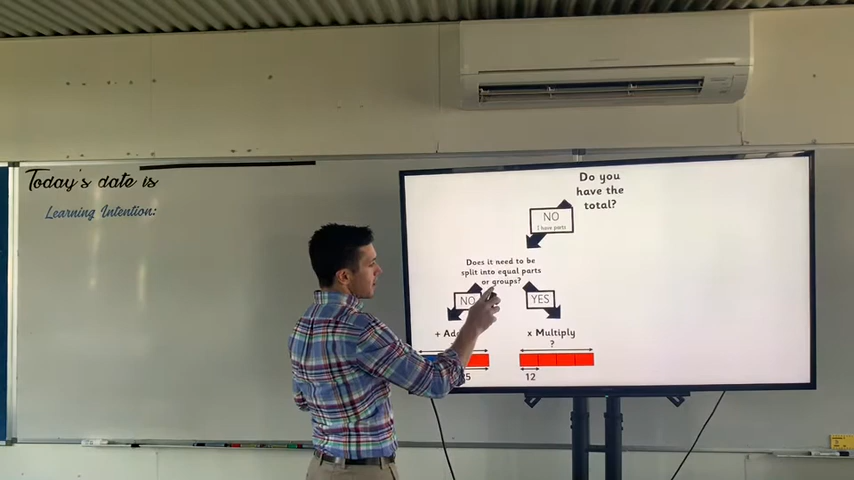 Today's date is
Learning Intention:
Do you
have the
total?
NO
I have parts
Does it need to be
split into equal parts
or groups?
NO
YES
x Multiply
?
12